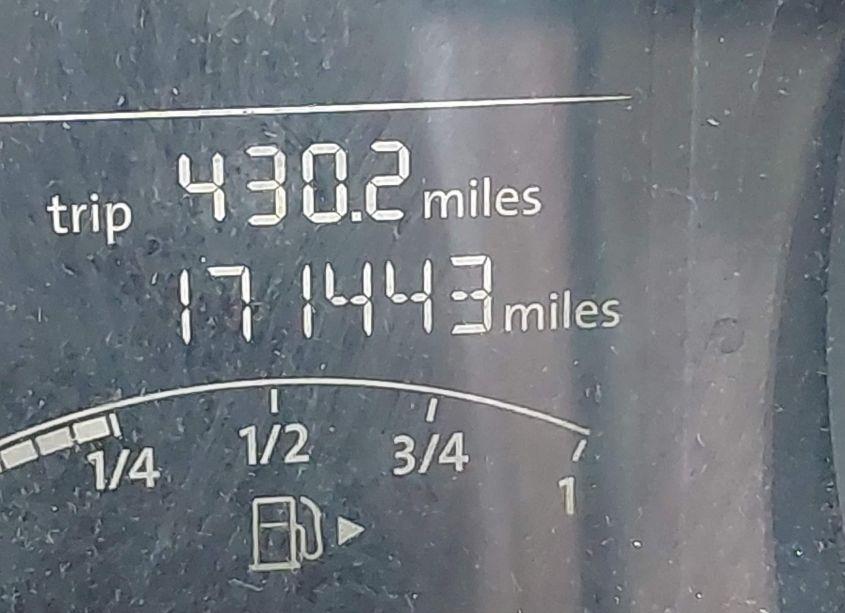 trip 430.2 miles
171443 miles
1/4 1/2 3/4 1